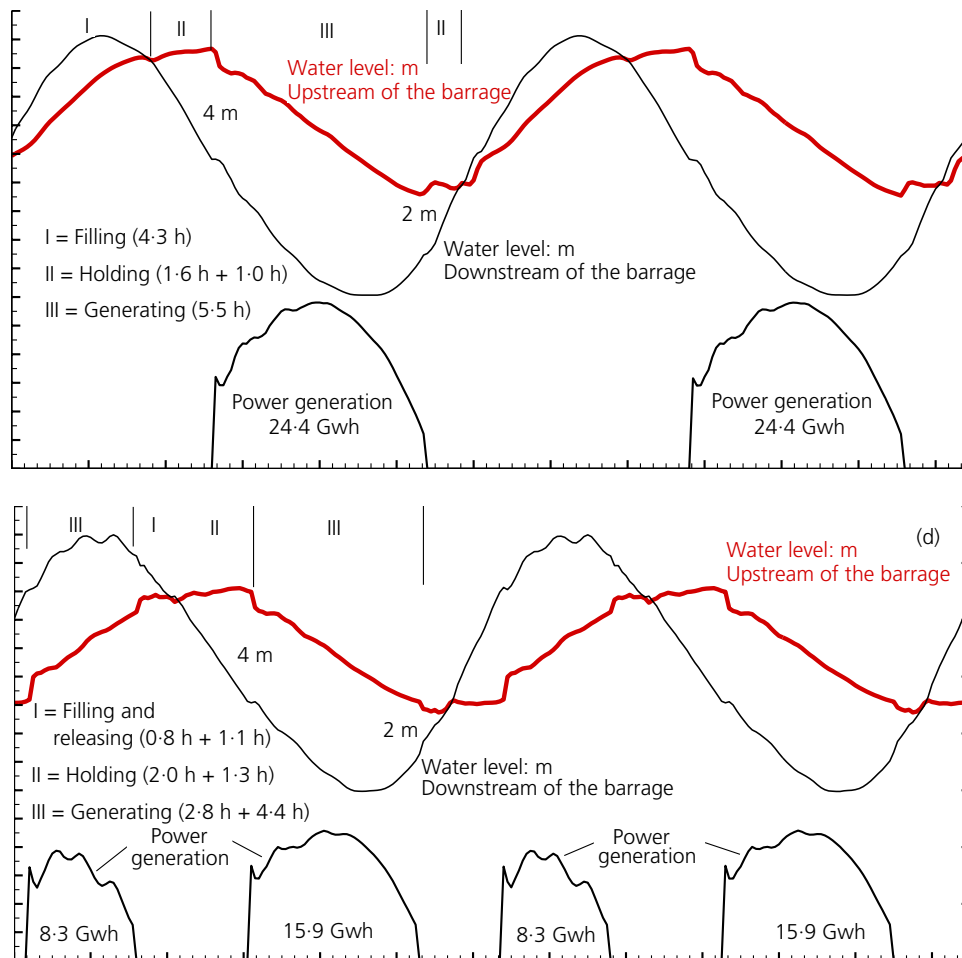 I
II
III
II
Water level: m
Upstream of the barrage
4 m
2 m
I = Filling (4·3 h)
II = Holding (1·6 h + 1·0 h)
III = Generating (5·5 h)
Water level: m
Downstream of the barrage
Power generation
24·4 Gwh
Power generation
24·4 Gwh
III
I
II
III
(d)
Water level: m
Upstream of the barrage
4 m
2 m
I = Filling and
releasing (0·8 h + 1·1 h)
II = Holding (2·0 h + 1·3 h)
III = Generating (2·8 h + 4·4 h)
Water level: m
Downstream of the barrage
Power
generation
Power
generation
8·3 Gwh
15·9 Gwh
8·3 Gwh
15·9 Gwh